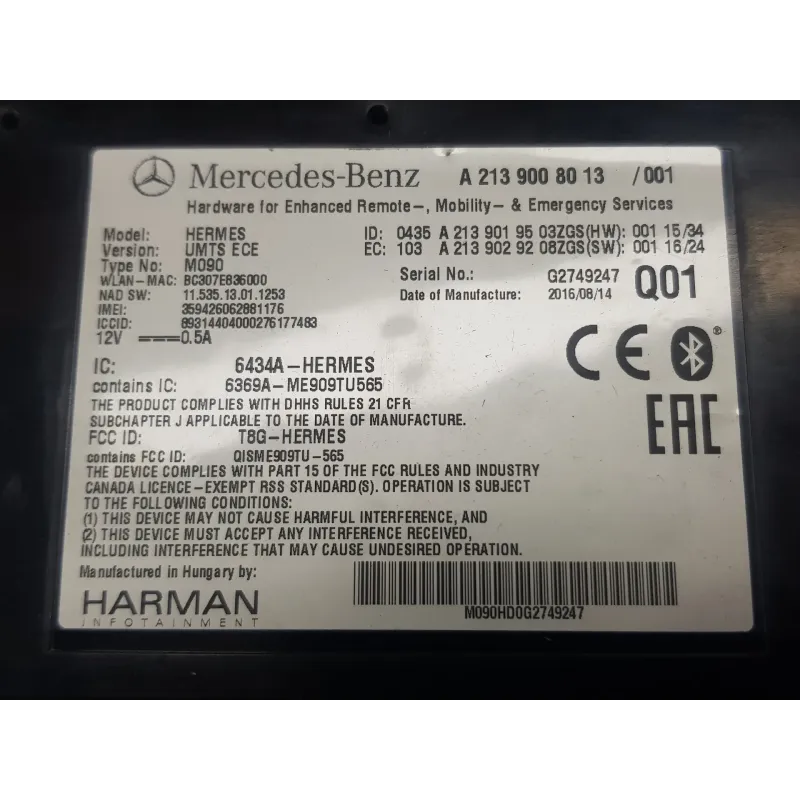 Mercedes-Benz A 213 900 80 13 /001
Hardware for Enhanced Remote-, Mobility- & Emergency Services
Model: HERMES ID: 0435 A 213 901 95 03ZGS(HW): 001 15/34
Version: UMTS ECE EC: 103 A 213 902 92 08ZGS(SW): 001 16/24
Type No: M090
WLAN-MAC: BC307E836000 Serial No.: G2749247 Q01
NAD SW: 11.535.13.01.1253 Date of Manufacture: 2016/08/14
IMEI: 359426062881176
ICCID: 89314404000276177483
12V 0.5A
CE
IC: 6434A-HERMES
contains IC: 6369A-ME909TU565
THE PRODUCT COMPLIES WITH DHHS RULES 21 CFR
SUBCHAPTER J APPLICABLE TO THE DATE OF MANUFACTURE.
EAC
FCC ID: T8G-HERMES
contains FCC ID: QISME909TU-565
THE DEVICE COMPLIES WITH PART 15 OF THE FCC RULES AND INDUSTRY
CANADA LICENCE-EXEMPT RSS STANDARD(S). OPERATION IS SUBJECT
TO THE FOLLOWING CONDITIONS:
(1) THIS DEVICE MAY NOT CAUSE HARMFUL INTERFERENCE, AND
(2) THIS DEVICE MUST ACCEPT ANY INTERFERENCE RECEIVED,
INCLUDING INTERFERENCE THAT MAY CAUSE UNDESIRED OPERATION.
Manufactured in Hungary by:
HARMAN
INFOTAINMENT
M090HD0G2749247